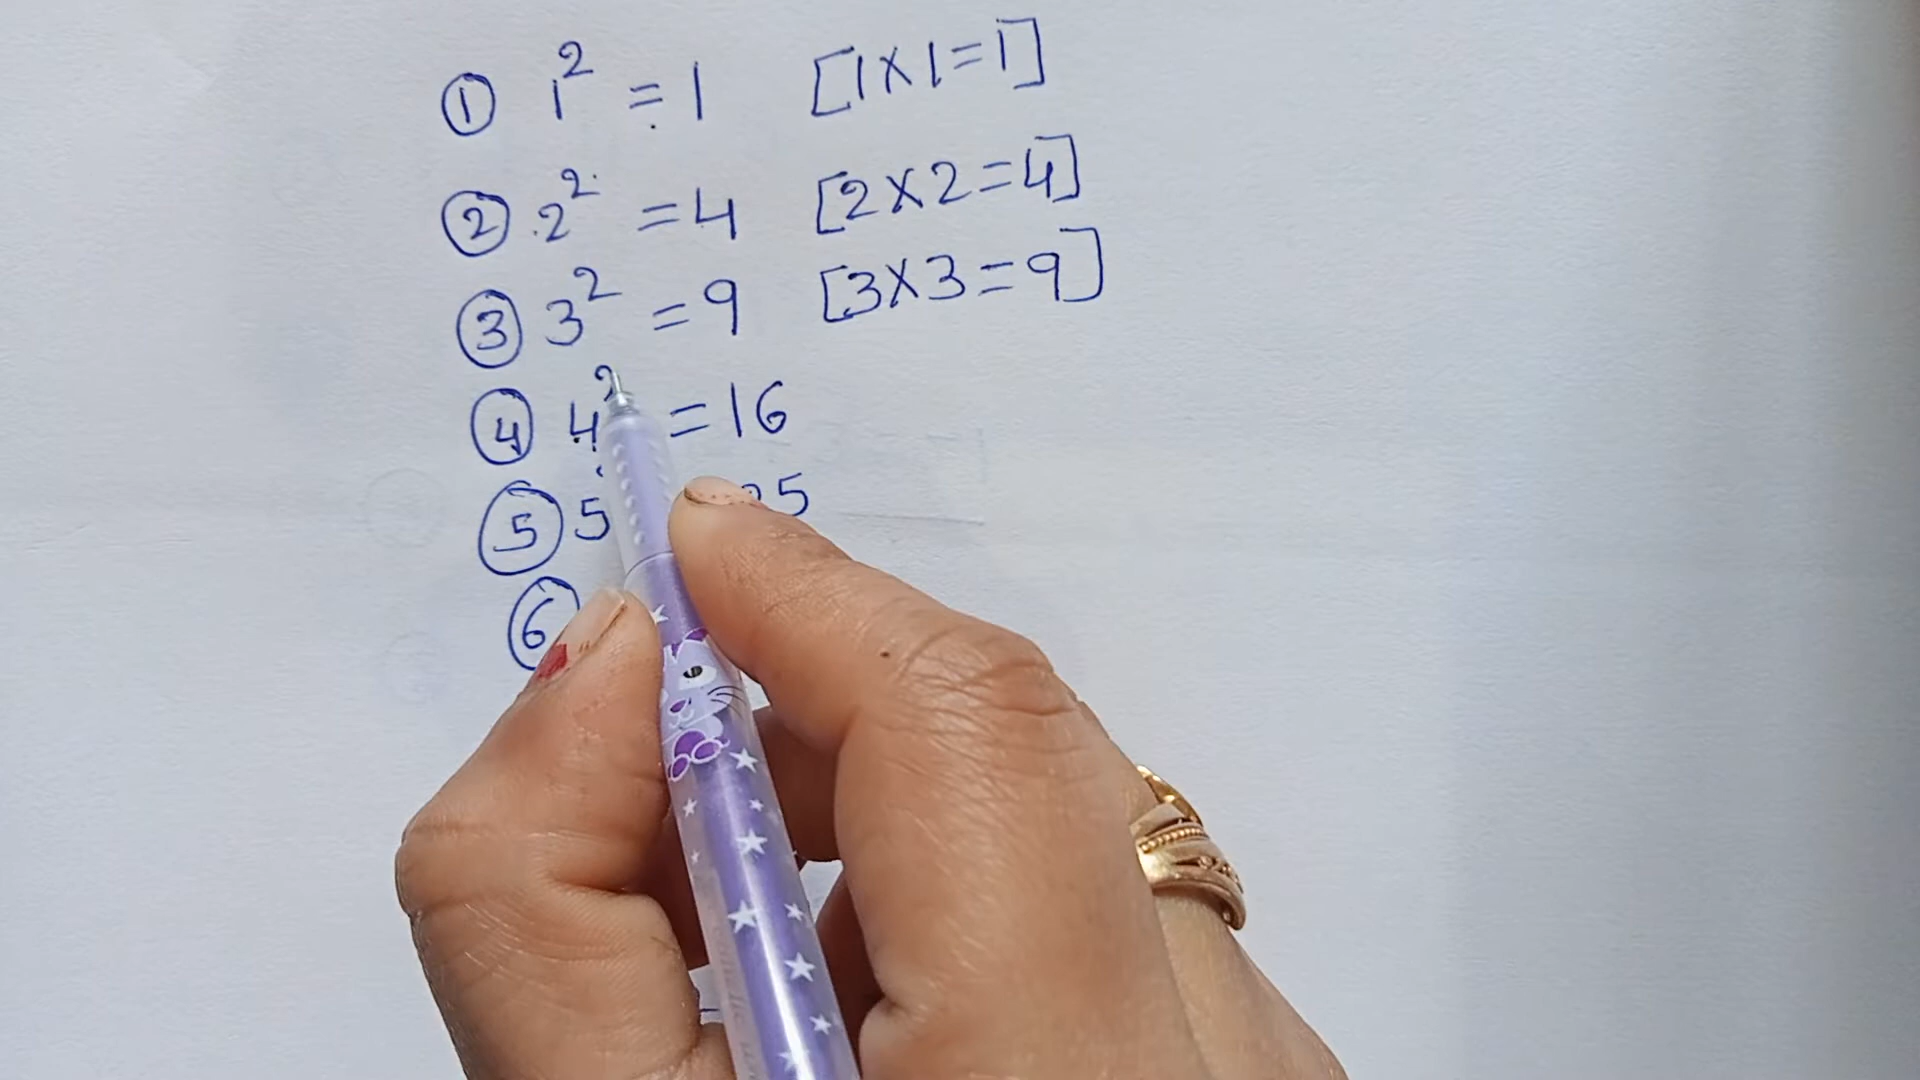 ① 1² = 1 [1×1=1]
② 2² = 4 [2×2=4]
③ 3² = 9 [3×3=9]
④ 4² = 16
⑤ 5 25
⑥